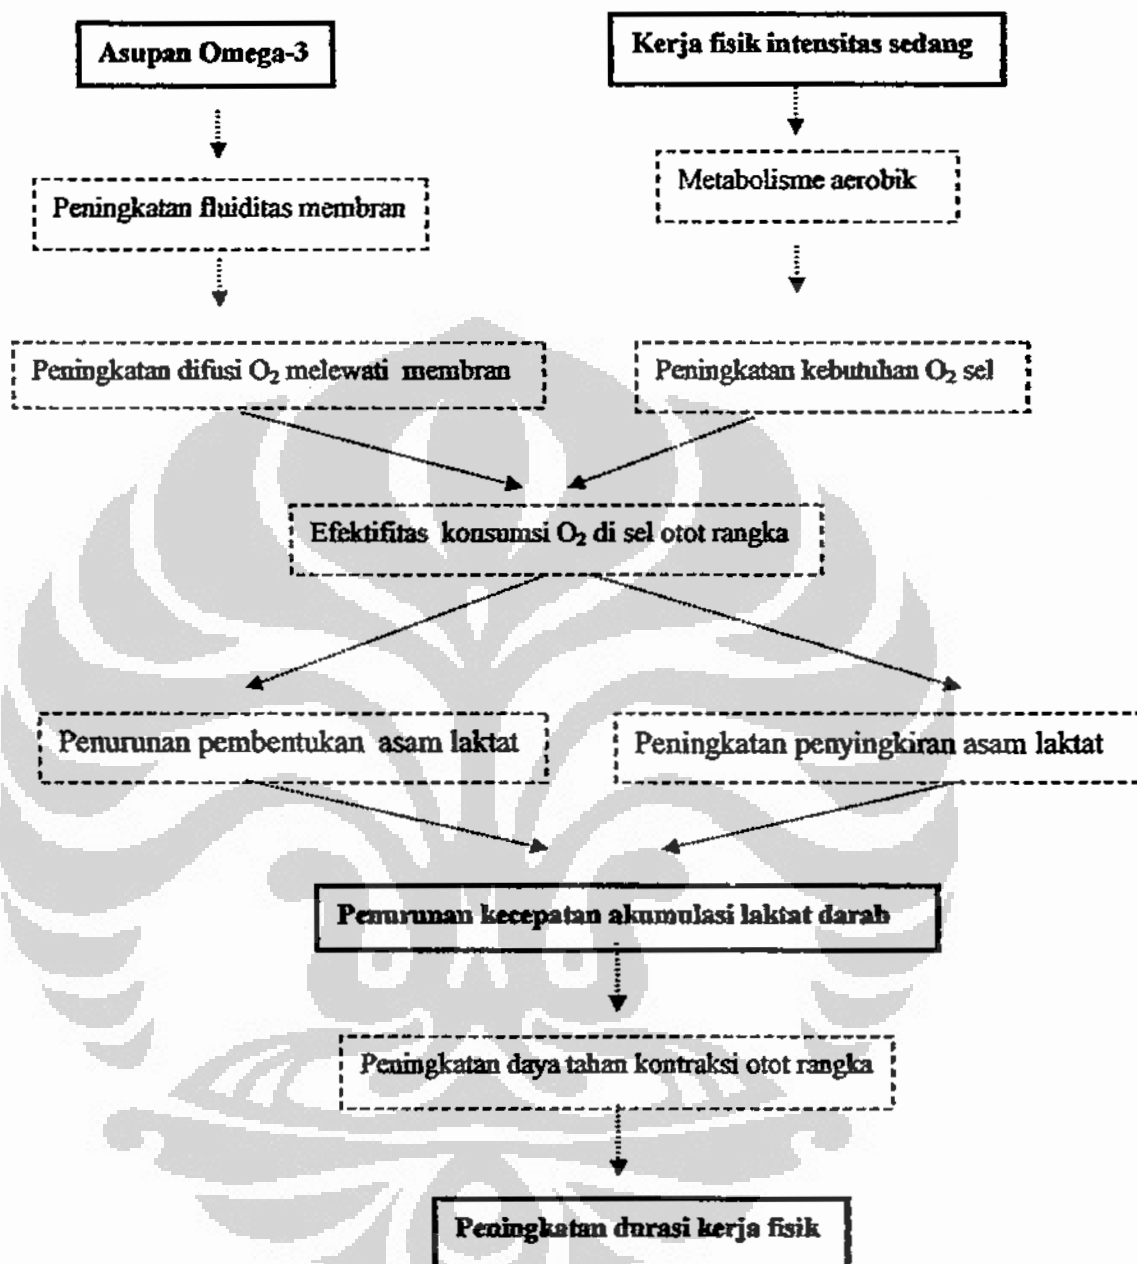 Asupan Omega-3
Kerja fisik intensitas sedang
Peningkatan fluiditas membran
Metabolisme aerobik
Peningkatan difusi O₂ melewati membran
Peningkatan kebutuhan O₂ sel
Efektifitas konsumsi O₂ di sel otot rangka
Penurunan pembentukan asam laktat
Peningkatan penyingkiran asam laktat
Penurunan kecepatan akumulasi laktat darah
Peningkatan daya tahan kontraksi otot rangka
Peningkatan durasi kerja fisik